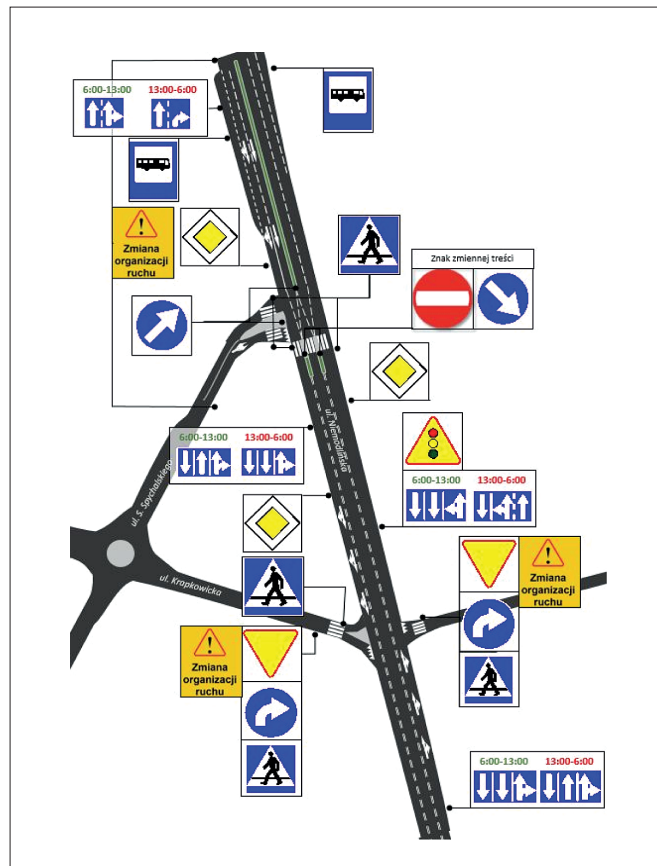 6:00-13:00 13:00-6:00
Zmiana
organizacji
ruchu
Znak zmiennej treści
ul. Niemodlińska
6:00-13:00 13:00-6:00
6:00-13:00 13:00-6:00
ul. S. Spychalskiego
ul. Krapkowicka
Zmiana
organizacji
ruchu
Zmiana
organizacji
ruchu
6:00-13:00 13:00-6:00